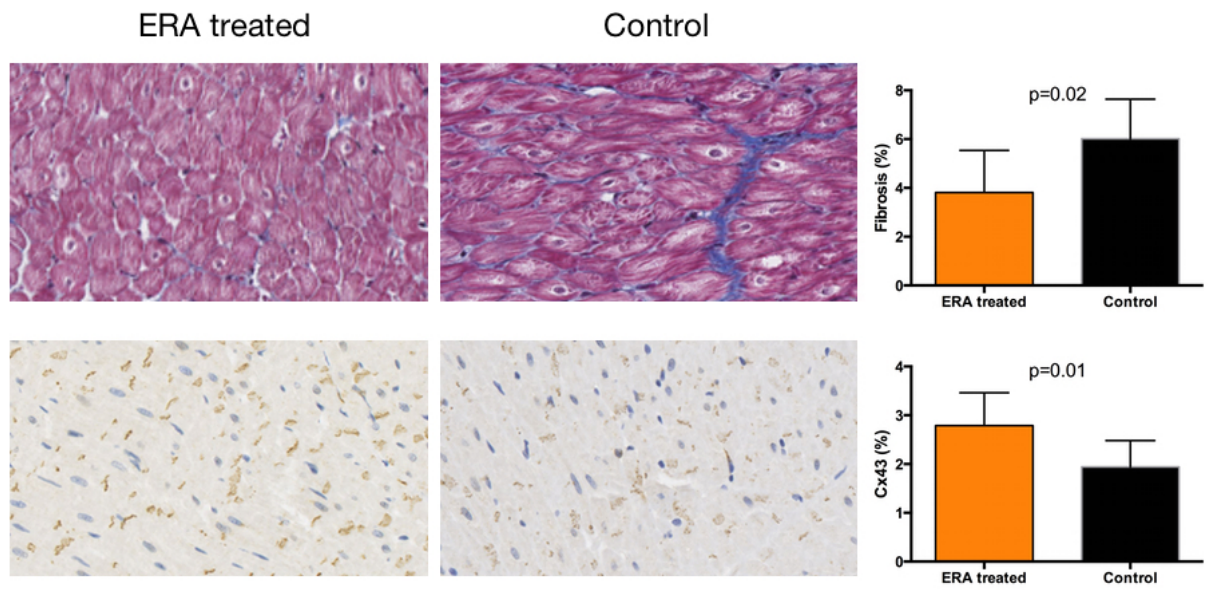 ERA treated
Control
8
6
4
2
0
Fibrosis (%)
p=0.02
ERA treated
Control
4
3
2
1
0
Cx43 (%)
p=0.01
ERA treated
Control